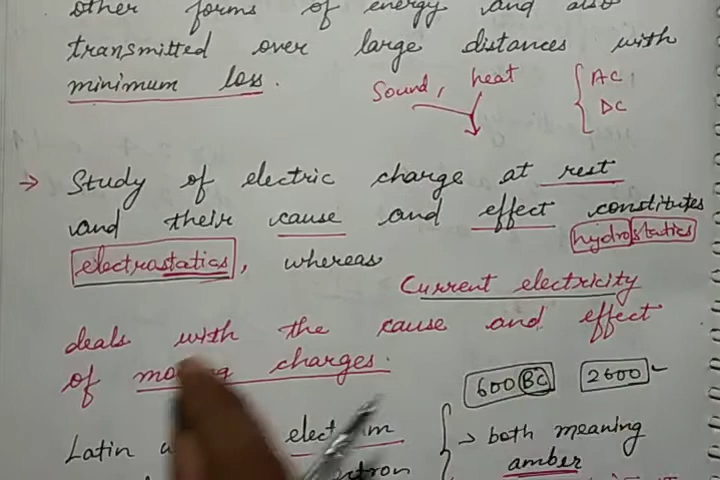 other forms of energy and also
transmitted over large distances with
minimum loss.
Sound, heat
AC
DC
→ Study of electric charge at rest
and their cause and effect constitutes
hydrostatics
electrostatics, whereas
Current electricity
deals with the cause and effect
of moving charges.
600 BC 2600
Latin
→ both meaning
amber